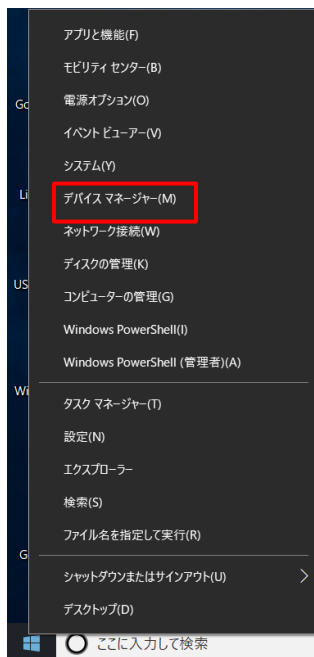 アプリと機能(F)
モビリティ センター(B)
電源オプション(O)
Go
イベント ビューアー(V)
システム(Y)
Li
デバイス マネージャー(M)
ネットワーク接続(W)
ディスクの管理(K)
US
コンピューターの管理(G)
Windows PowerShell(I)
Windows PowerShell (管理者)(A)
Wi
タスク マネージャー(T)
設定(N)
エクスプローラー
検索(S)
ファイル名を指定して実行(R)
G
シャットダウンまたはサインアウト(U)
デスクトップ(D)
ここに入力して検索